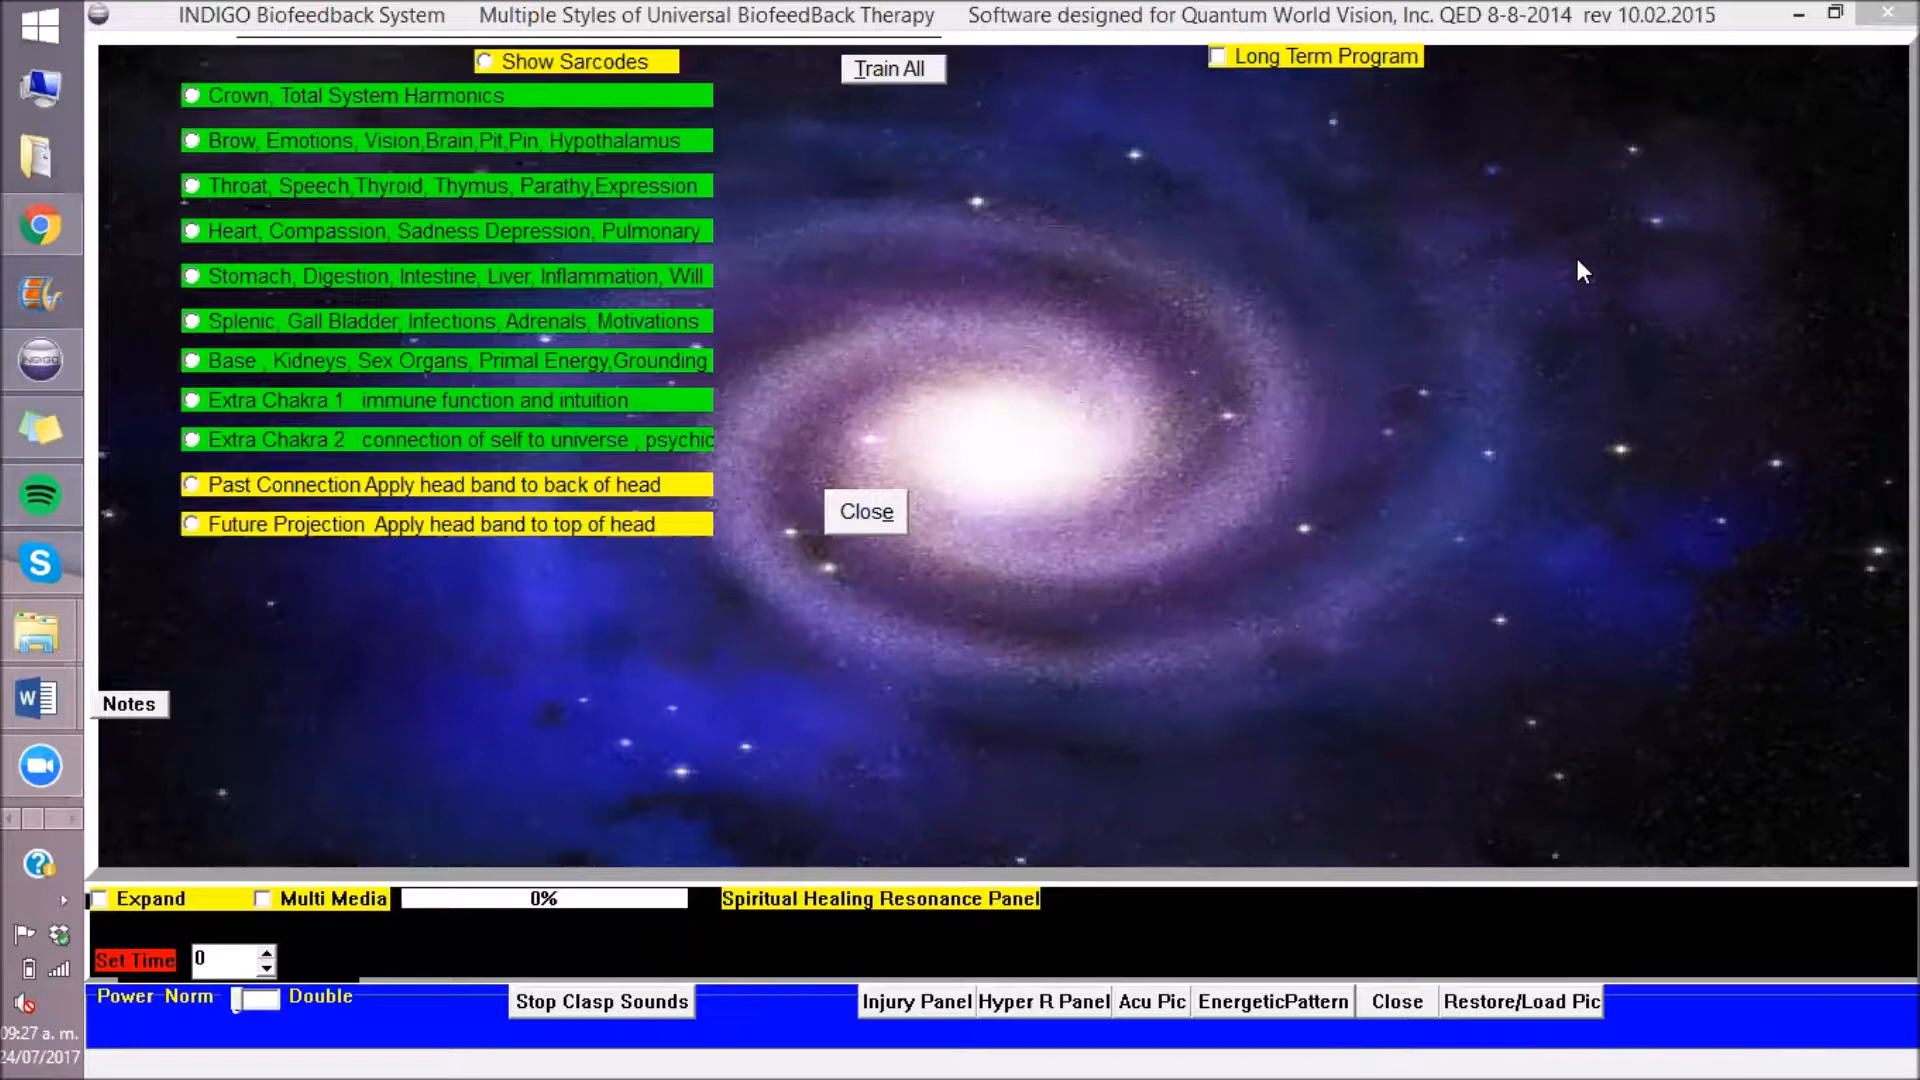 INDIGO Biofeedback System Multiple Styles of Universal BiofeedBack Therapy Software designed for Quantum World Vision, Inc. QED 8-8-2014 rev 10.02.2015
Show Sarcodes
Train All
Long Term Program
Crown, Total System Harmonics
Brow, Emotions, Vision,Brain,Pit,Pin, Hypothalamus
Throat, Speech,Thyroid, Thymus, Parathy,Expression
Heart, Compassion, Sadness Depression, Pulmonary
Stomach, Digestion, Intestine, Liver, Inflammation, Will
Splenic, Gall Bladder, Infections, Adrenals, Motivations
Base , Kidneys, Sex Organs, Primal Energy,Grounding
Extra Chakra 1 immune function and intuition
Extra Chakra 2 connection of self to universe , psychic
Past Connection Apply head band to back of head
Future Projection Apply head band to top of head
Close
INDIGO
Notes
Expand Multi Media 0% Spiritual Healing Resonance Panel
Set Time 0
Power Norm Double
Stop Clasp Sounds Injury Panel Hyper R Panel Acu Pic EnergeticPattern Close Restore/Load Pic
09:27 a. m.
24/07/2017